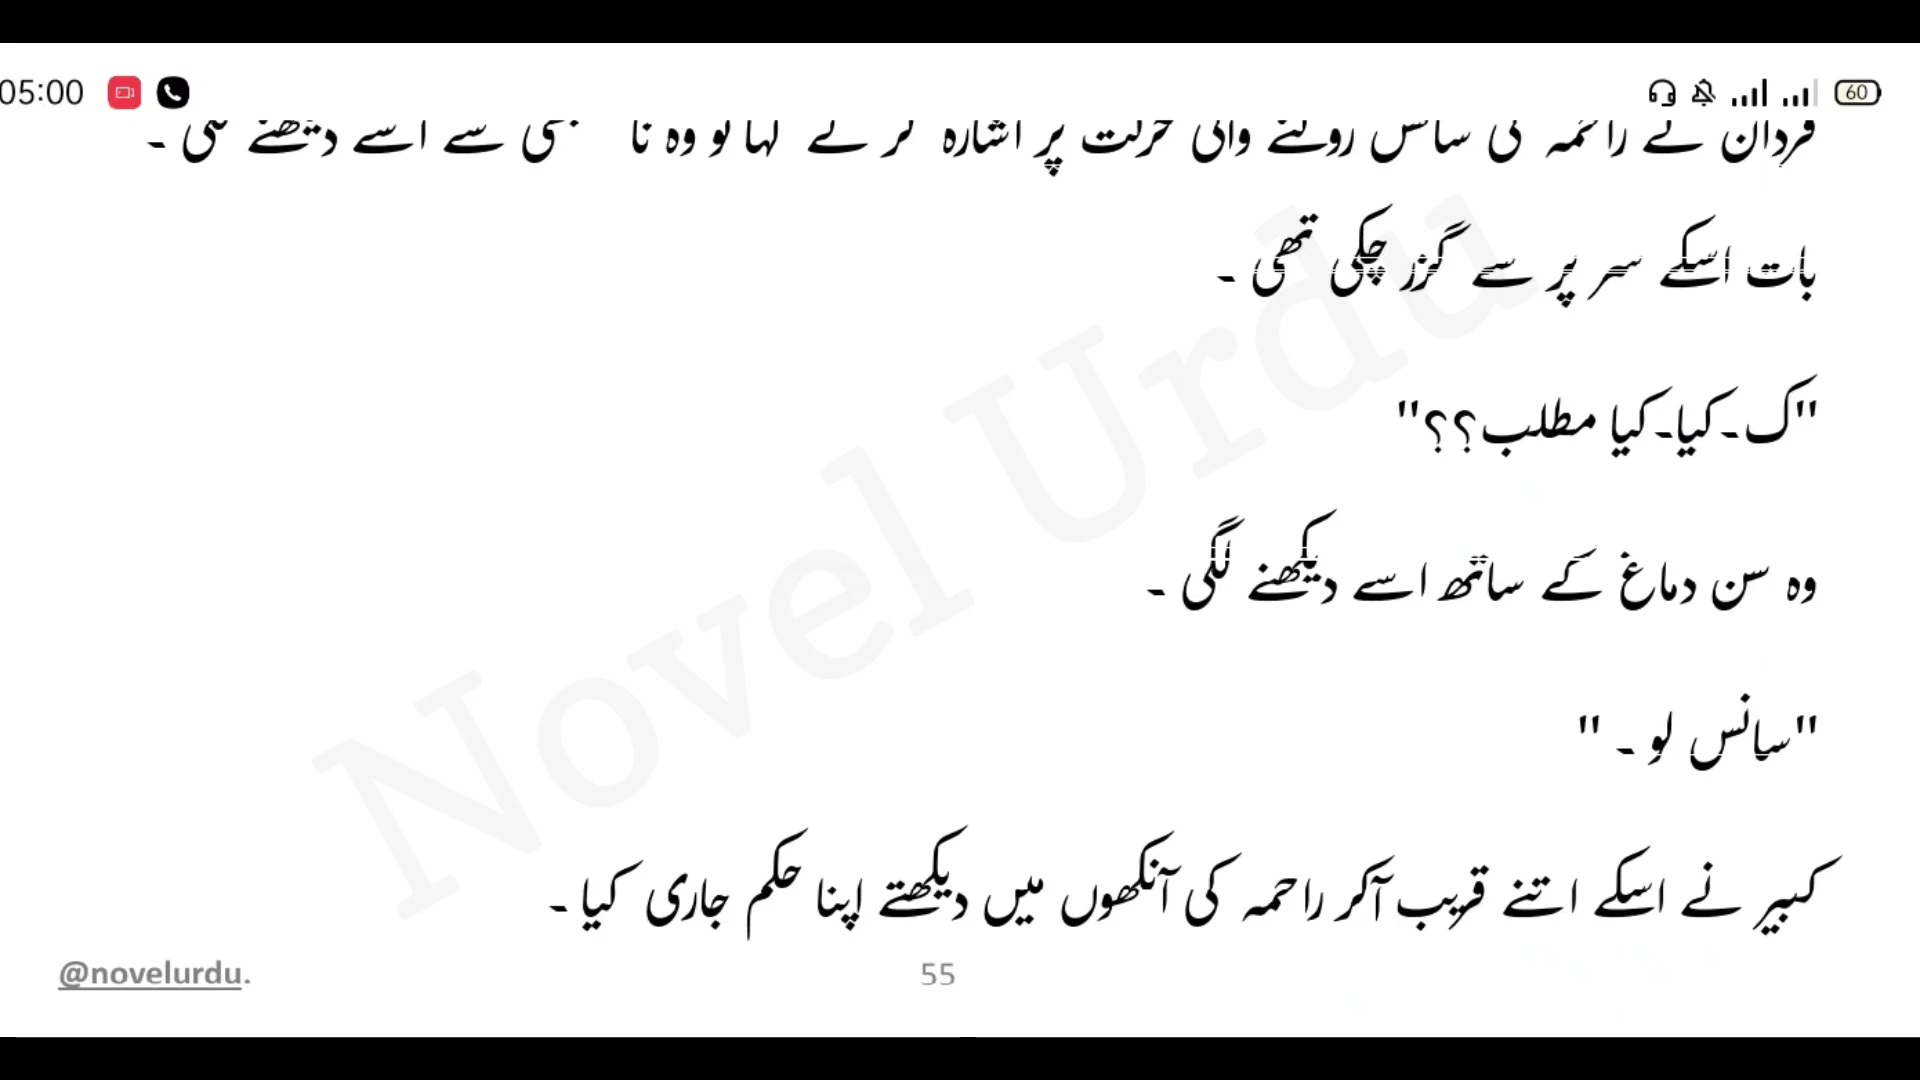 05:00
60
فردان نے راحمہ کی سانس روکنے والی حرکت پر اشارہ کر کے کہا تو وہ نا سمجھی سے اسے دیکھنے لگی ۔
بات اسکے سر پر سے گزر چکی تھی ۔
"ک۔کیا۔کیا مطلب؟؟"
وہ سن دماغ کے ساتھ اسے دیکھنے لگی ۔
"سانس لو ۔ "
کبیر نے اسکے اتنے قریب آکر راحمہ کی آنکھوں میں دیکھتے اپنا حکم جاری کیا ۔
@novelurdu.
55
Novel Urdu